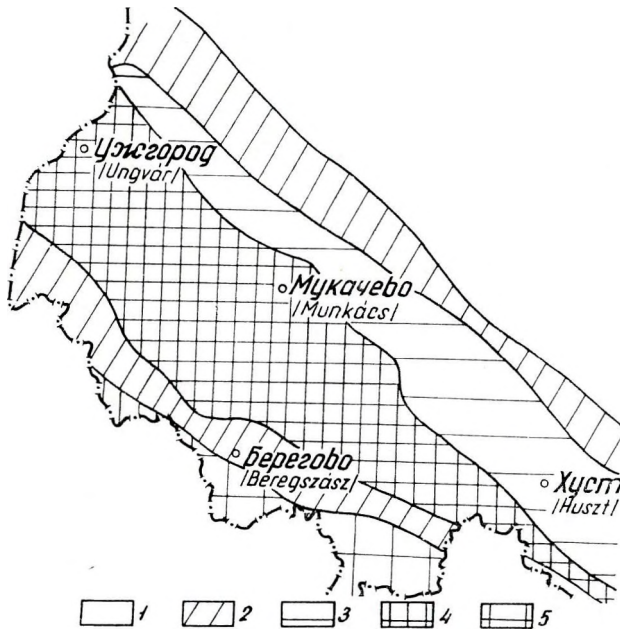 Ужгород
/Ungvár/
Мукачево
/Munkács/
Берегово
/Beregszász/
Хуст
/Huszt/
1 2 3 4 5